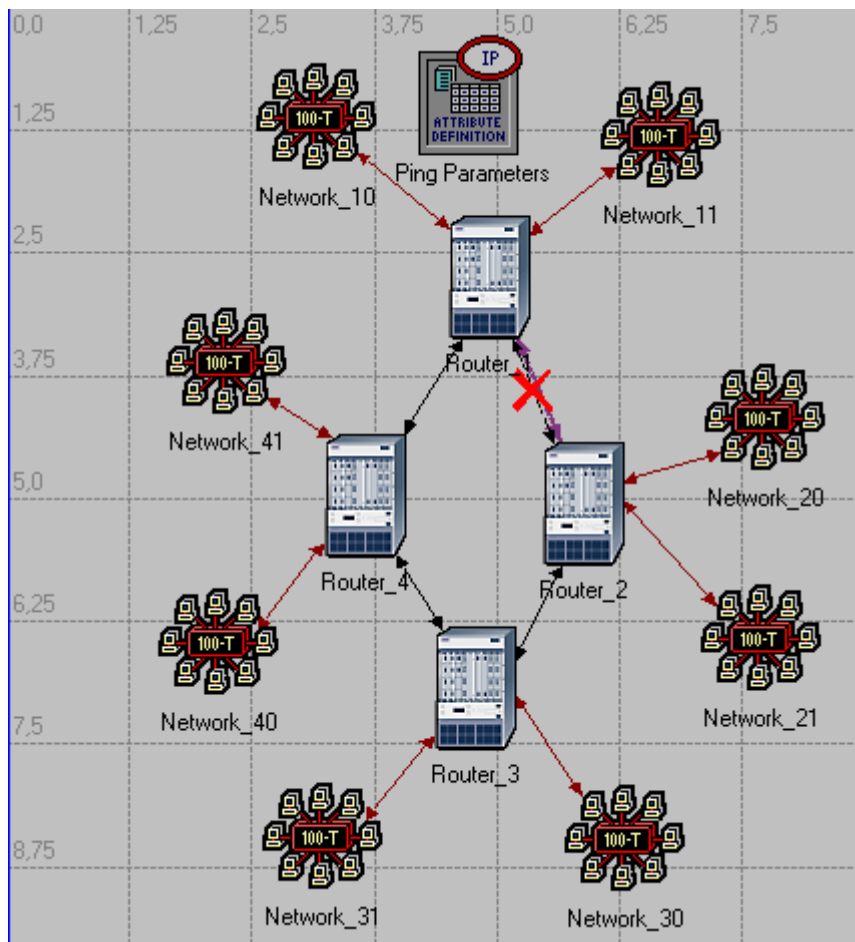 0,0 1,25 2,5 3,75 5,0 6,25 7,5
IP
ATTRIBUTE
DEFINITION
1,25
100-T
100-T
Ping Parameters
Network_10
Network_11
2,5
3,75
100-T
Router_1
100-T
Network_41
5,0
Network_20
Router_4
Router_2
6,25
100-T
100-T
Network_40
Network_21
7,5
Router_3
100-T
100-T
8,75
Network_31
Network_30